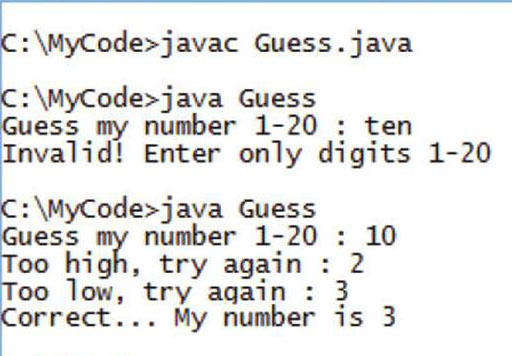 C:\MyCode>javac Guess.java
C:\MyCode>java Guess
Guess my number 1-20 : ten
Invalid! Enter only digits 1-20
C:\MyCode>java Guess
Guess my number 1-20 : 10
Too high, try again : 2
Too low, try again : 3
Correct... My number is 3